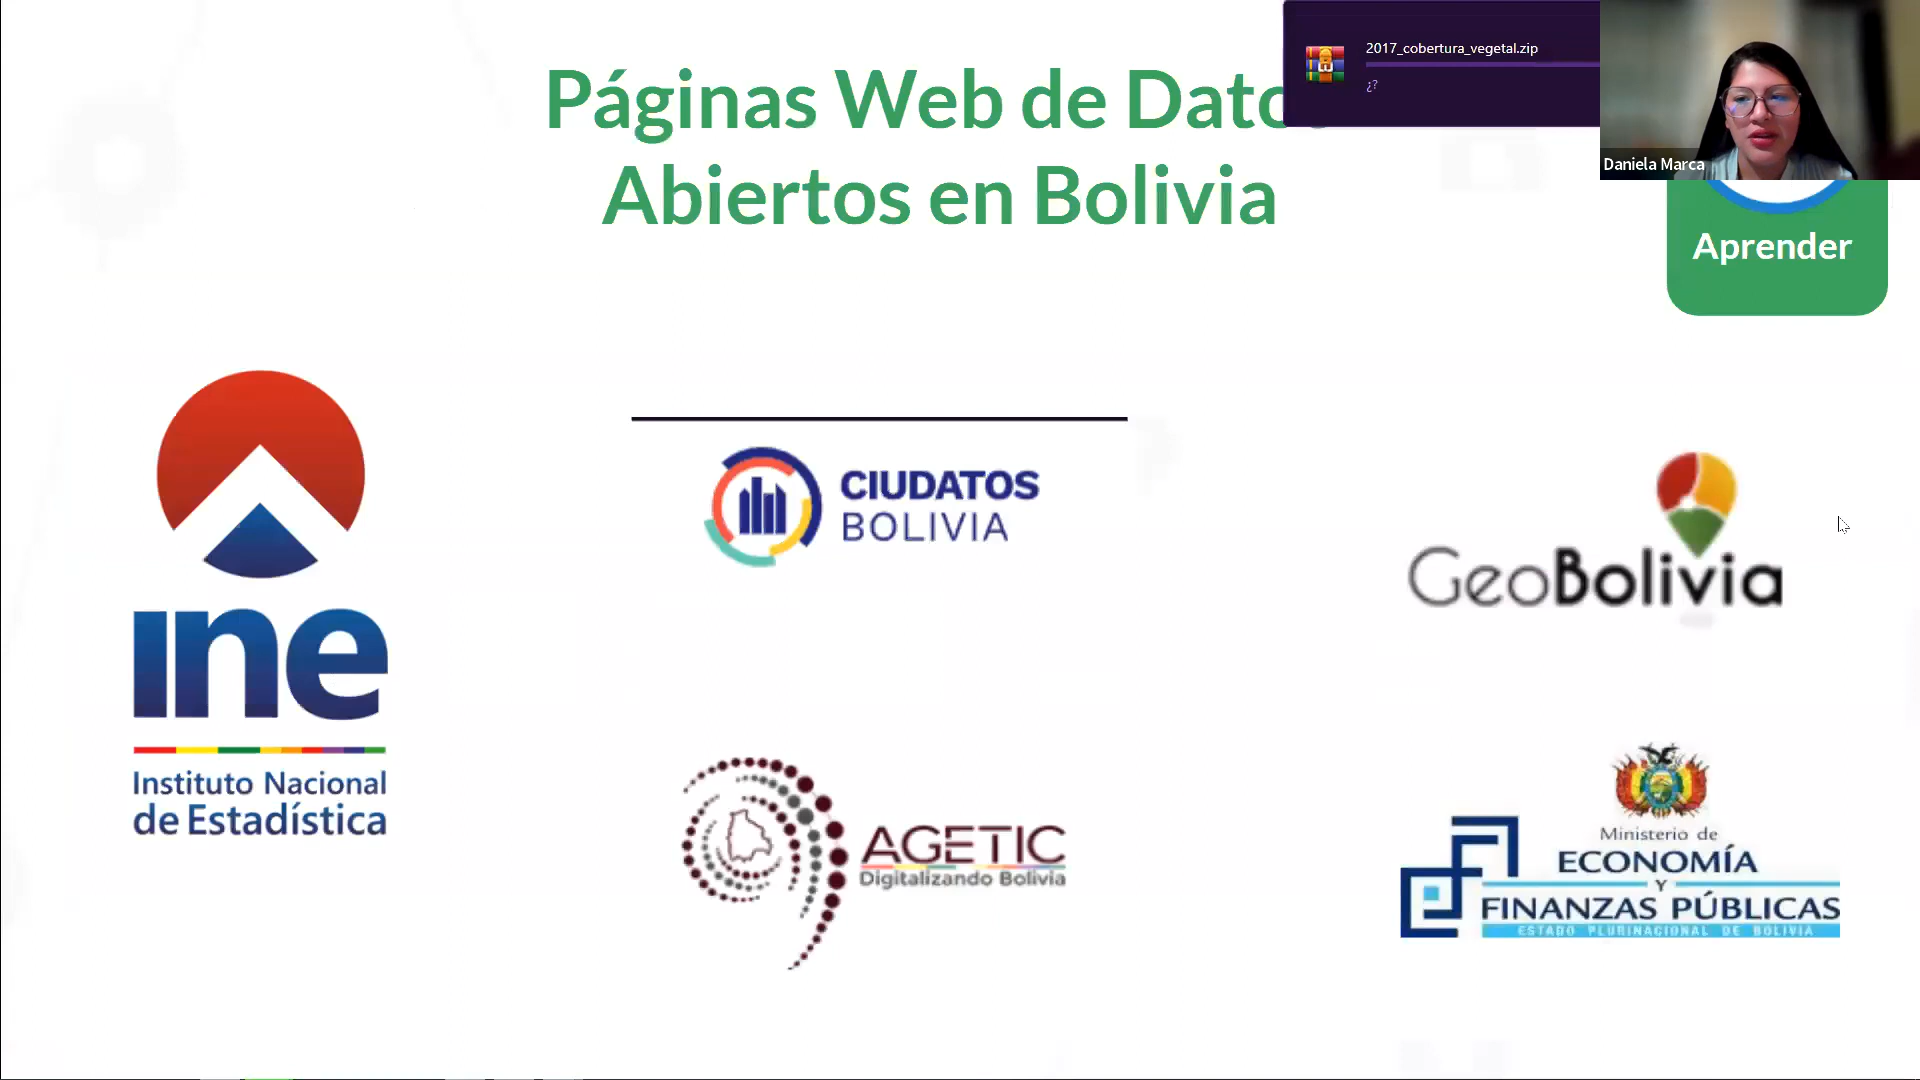 Páginas Web de Dato
Abiertos en Bolivia
2017_cobertura_vegetal.zip
¿?
Daniela Marca
Aprender
ine
Instituto Nacional
de Estadística
CIUDATOS
BOLIVIA
GeoBolivia
AGETIC
Digitalizando Bolivia
Ministerio de
ECONOMÍA
Y
FINANZAS PÚBLICAS
ESTADO PLURINACIONAL DE BOLIVIA